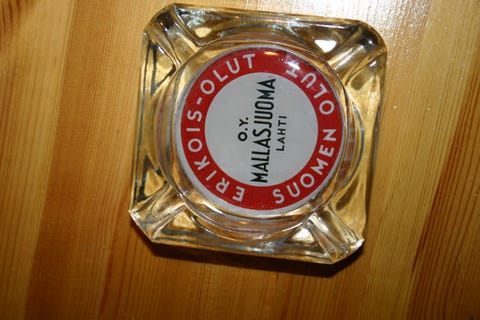 ERIKOIS-OLUT
O.Y.
MALLASJUOMA
LAHTI
SUOMEN OLUT